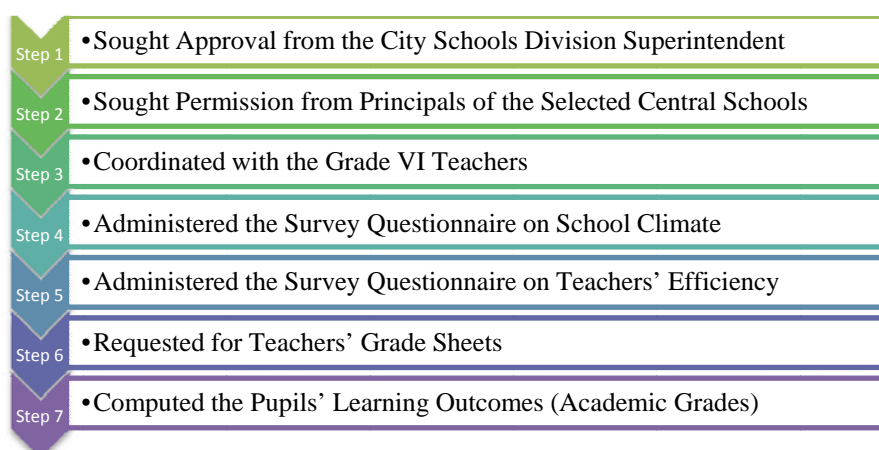 Step 1
•Sought Approval from the City Schools Division Superintendent
Step 2
•Sought Permission from Principals of the Selected Central Schools
Step 3
•Coordinated with the Grade VI Teachers
Step 4
•Administered the Survey Questionnaire on School Climate
Step 5
•Administered the Survey Questionnaire on Teachers’ Efficiency
Step 6
•Requested for Teachers’ Grade Sheets
Step 7
•Computed the Pupils’ Learning Outcomes (Academic Grades)